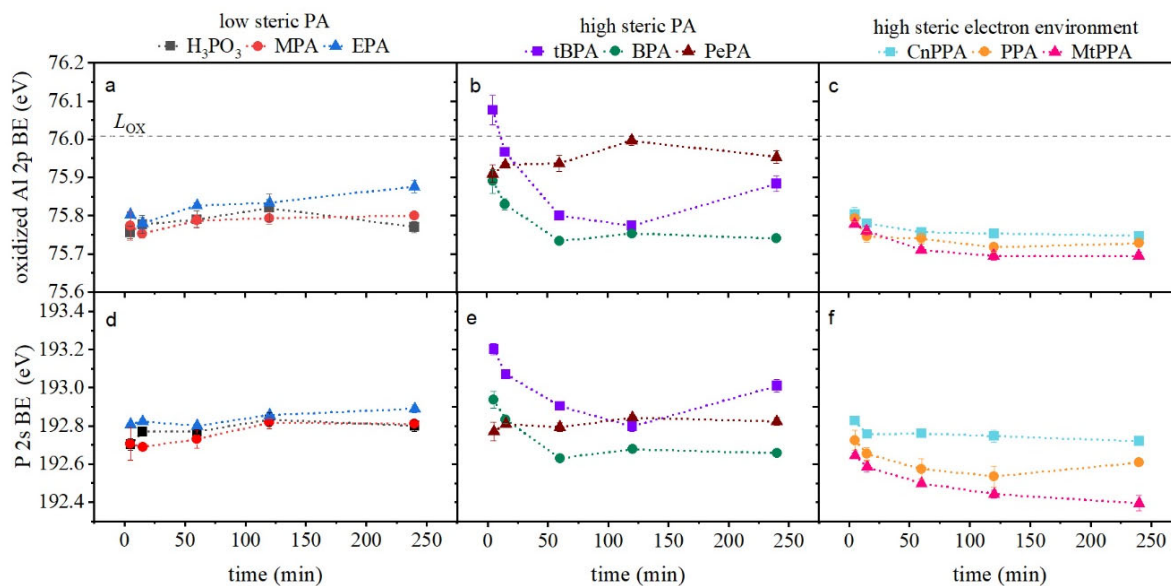 low steric PA
H₃PO₃ MPA EPA
high steric PA
tBPA BPA PePA
high steric electron environment
CnPPA PPA MtPPA
oxidized Al 2p BE (eV)
76.2
76.1
76.0
75.9
75.8
75.7
75.6
a
L_OX
b
c
P 2s BE (eV)
193.4
193.2
193.0
192.8
192.6
192.4
d
e
f
0 50 100 150 200 250
0 50 100 150 200 250
0 50 100 150 200 250
time (min)
time (min)
time (min)